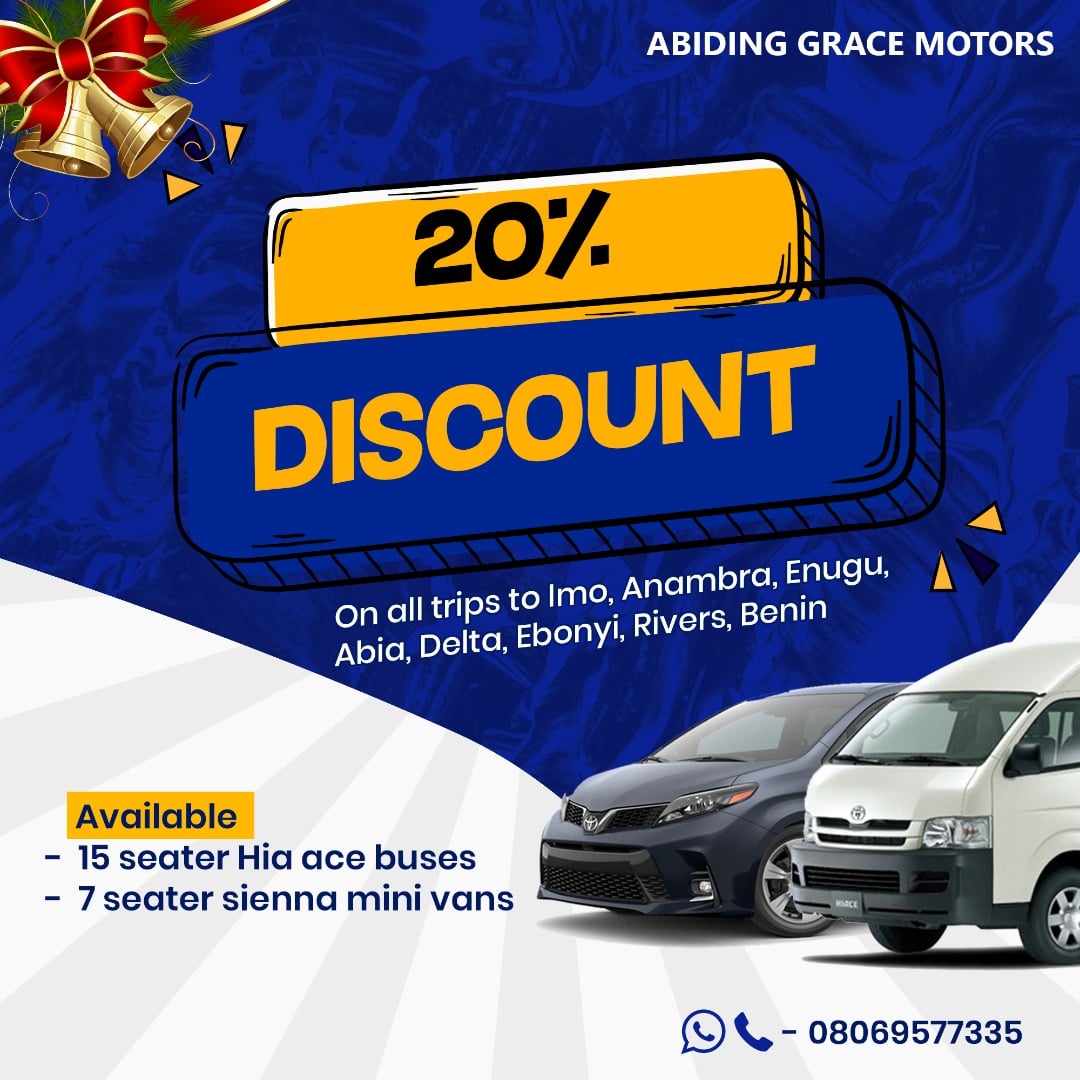 ABIDING GRACE MOTORS
20%
DISCOUNT
On all trips to Imo, Anambra, Enugu,
Abia, Delta, Ebonyi, Rivers, Benin
Available
- 15 seater Hia ace buses
- 7 seater sienna mini vans
HIACE
- 08069577335